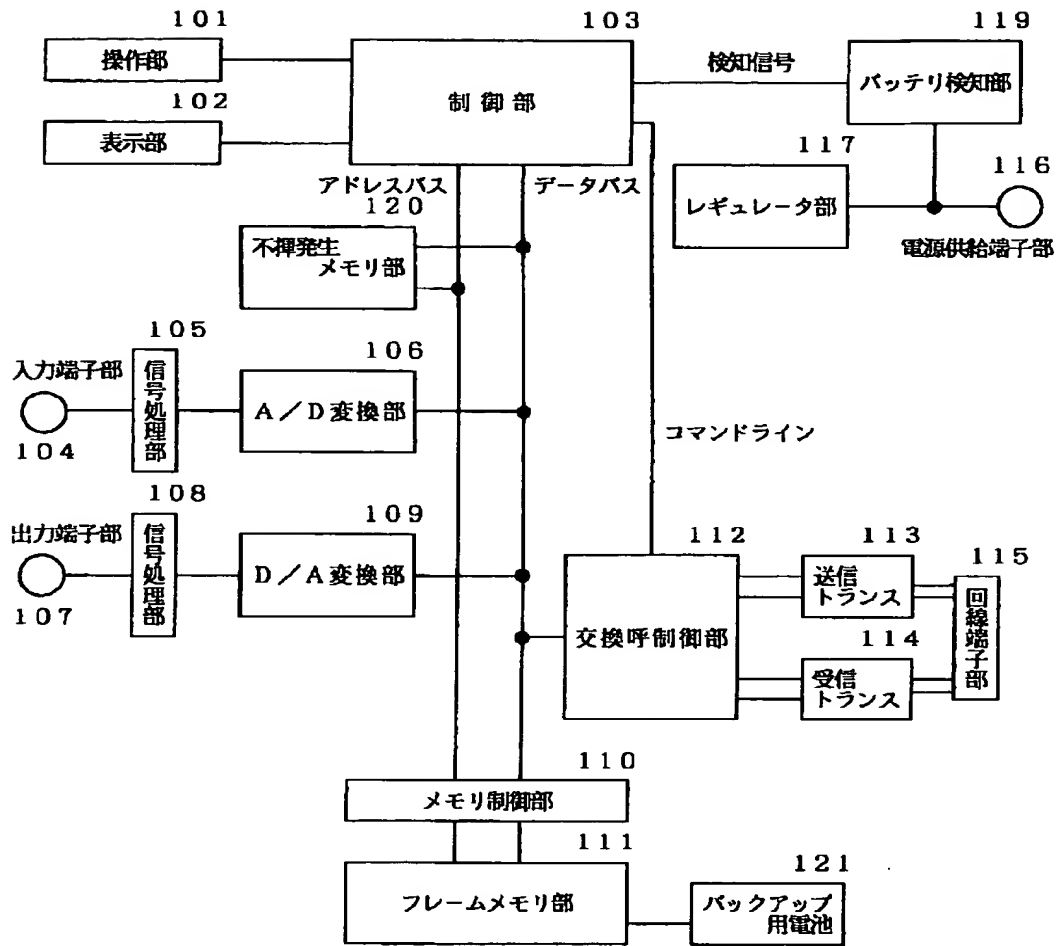 101
操作部
102
表示部
103
制御部
検知信号
119
バッテリ検知部
117
レギュレータ部
116
電源供給端子部
アドレスバス
データバス
120
不揮発生
メモリ部
105
信号処理部
入力端子部
104
106
A/D変換部
コマンドライン
108
信号処理部
出力端子部
107
109
D/A変換部
112
交換呼制御部
113
送信
トランス
114
受信
トランス
115
回線端子部
110
メモリ制御部
111
フレームメモリ部
121
バックアップ
用電池